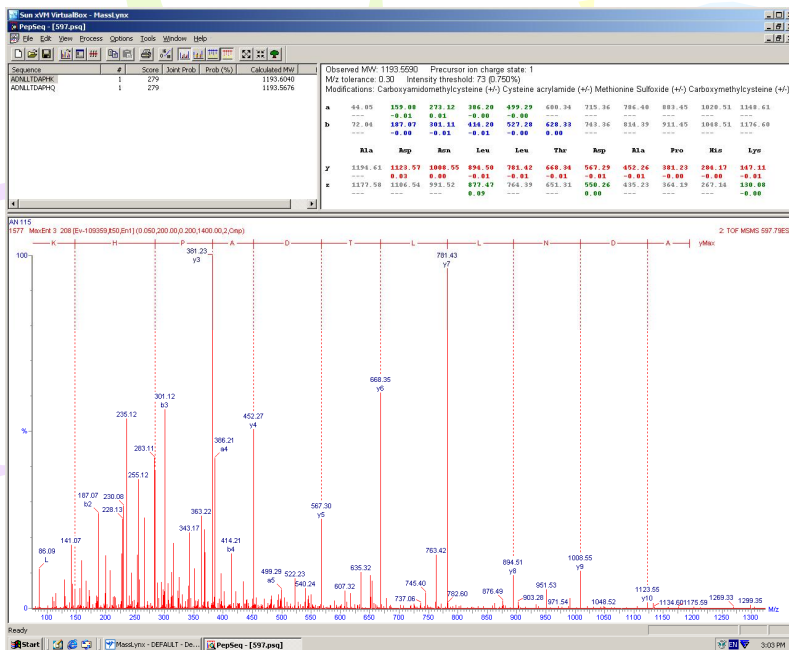 Sun xVM VirtualBox - MassLynx
PepSeq - [597.psq]
File Edit View Process Options Tools Window Help
Sequence # Score Joint Prob Prob (%) Calculated MW
ADNLLTDAPHK 1 279 1193.6040
ADNLLTDAPHQ 1 279 1193.5676
Observed MW: 1193.5590 Precursor ion charge state: 1
M/z tolerance: 0.30 Intensity threshold: 73 (0.750%)
Modifications: Carboxyamidomethylcysteine (+/-) Cysteine acrylamide (+/-) Methionine Sulfoxide (+/-) Carboxymethylcysteine (+/-)
a 44.05 159.08 273.12 386.20 499.29 600.34 715.36 786.40 883.45 1020.51 1148.61
--- -0.01 0.01 -0.00 -0.00 --- --- --- --- --- ---
b 72.04 187.07 301.11 414.20 527.28 628.33 743.36 814.39 911.45 1048.51 1176.60
--- -0.00 -0.01 -0.01 -0.00 0.00 --- --- --- --- ---
Ala Asp Asn Leu Leu Thr Asp Ala Pro His Lys
y 1194.61 1123.57 1008.55 894.50 781.42 668.34 567.29 452.26 381.23 284.17 147.11
--- 0.03 0.00 -0.01 -0.01 -0.01 -0.01 -0.01 -0.00 -0.00 -0.01
z 1177.58 1106.54 991.52 877.47 764.39 651.31 550.26 435.23 364.19 267.14 130.08
--- --- --- 0.09 --- --- 0.00 --- --- --- -0.00
AN 115
1577 MaxEnt 3 208 [Ev-109359,It50,En1] (0.050,200.00,0.200,1400.00,2,Cmp) 2: TOF MSMS 597.79ES
K H P A D T L L N D A yMax
100
381.23
y3
781.43
y7
668.35
y6
301.12
b3
235.12
452.27
y4
%
283.11
386.21
a4
255.12
187.07
b2
230.08
228.13
363.22
567.30
y5
343.17
141.07
414.21
b4
763.42
86.09
L
499.29
a5
522.23
540.24
635.32
607.32
745.40
737.06
782.60
894.51
y8
876.49
903.28
951.53
971.54
1008.55
y9
1048.52
1123.55
y10
1134.60
1175.59
1269.33
1299.35
100 150 200 250 300 350 400 450 500 550 600 650 700 750 800 850 900 950 1000 1050 1100 1150 1200 1250 1300 M/z
Ready
Start MassLynx - DEFAULT - De... PepSeq - [597.psq] EN 3:03 PM